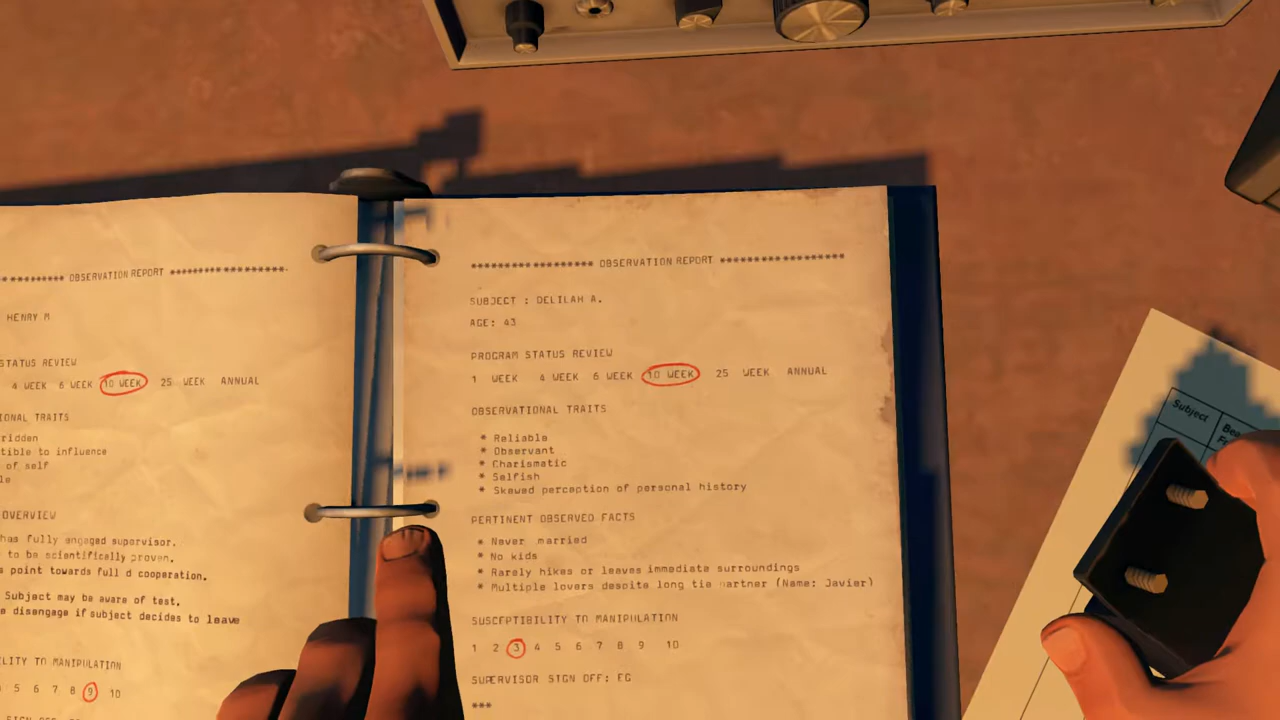 ********* OBSERVATION REPORT ******************.
HENRY M
STATUS REVIEW
4 WEEK 6 WEEK 10 WEEK 25 WEEK ANNUAL
IONAL TRAITS
ridden
tible to influence
of self
le
OVERVIEW
has fully engaged supervisor.
to be scientifically proven.
s point towards full d cooperation.
Subject may be aware of test.
e disengage if subject decides to leave
LITY TO MANIPULATION
5 6 7 8 9 10
******************* OBSERVATION REPORT *******************
SUBJECT : DELILAH A.
AGE: 43
PROGRAM STATUS REVIEW
1 WEEK 4 WEEK 6 WEEK 10 WEEK 25 WEEK ANNUAL
OBSERVATIONAL TRAITS
* Reliable
* Observant
* Charismatic
* Selfish
* Skewed perception of personal history
PERTINENT OBSERVED FACTS
* Never married
* No kids
* Rarely hikes or leaves immediate surroundings
* Multiple lovers despite long tie partner (Name: Javier)
SUSCEPTIBILITY TO MANIPULATION
1 2 3 4 5 6 7 8 9 10
SUPERVISOR SIGN OFF: EG
***
Subject